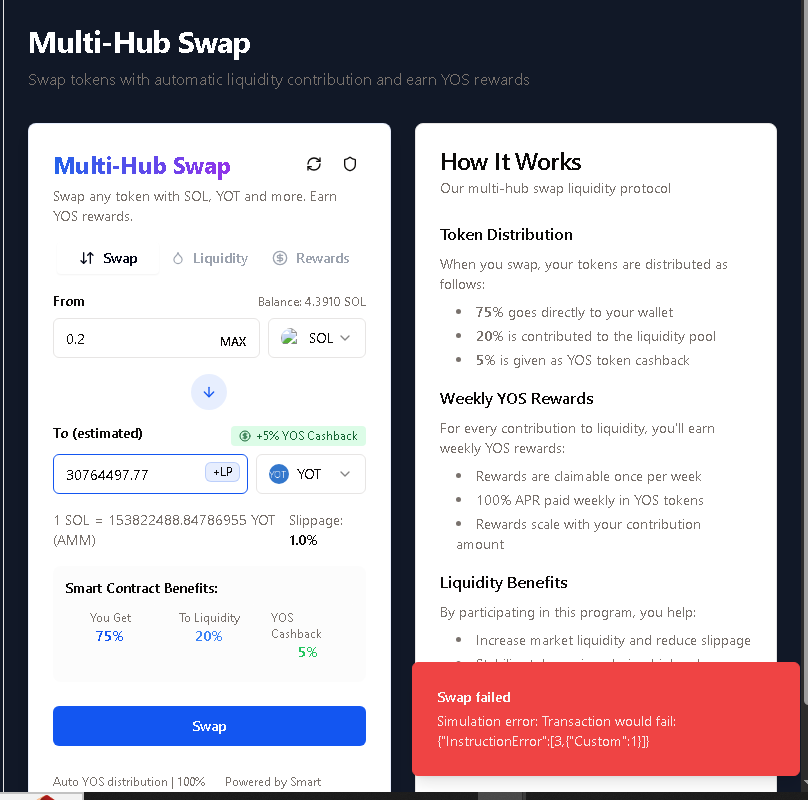 Multi-Hub Swap
Swap tokens with automatic liquidity contribution and earn YOS rewards
Multi-Hub Swap
Swap any token with SOL, YOT and more. Earn
YOS rewards.
Swap
Liquidity
Rewards
From
Balance: 4.3910 SOL
0.2
MAX
SOL
To (estimated)
+5% YOS Cashback
30764497.77
+LP
YOT
YOT
1 SOL = 153822488.84786955 YOT
(AMM)
Slippage:
1.0%
Smart Contract Benefits:
You Get
75%
To Liquidity
20%
YOS
Cashback
5%
Swap
Auto YOS distribution | 100%
Powered by Smart
How It Works
Our multi-hub swap liquidity protocol
Token Distribution
When you swap, your tokens are distributed as
follows:
• 75% goes directly to your wallet
• 20% is contributed to the liquidity pool
• 5% is given as YOS token cashback
Weekly YOS Rewards
For every contribution to liquidity, you'll earn
weekly YOS rewards:
• Rewards are claimable once per week
• 100% APR paid weekly in YOS tokens
• Rewards scale with your contribution
amount
Liquidity Benefits
By participating in this program, you help:
• Increase market liquidity and reduce slippage
Swap failed
Simulation error: Transaction would fail:
{"InstructionError":[3,{"Custom":1}]}